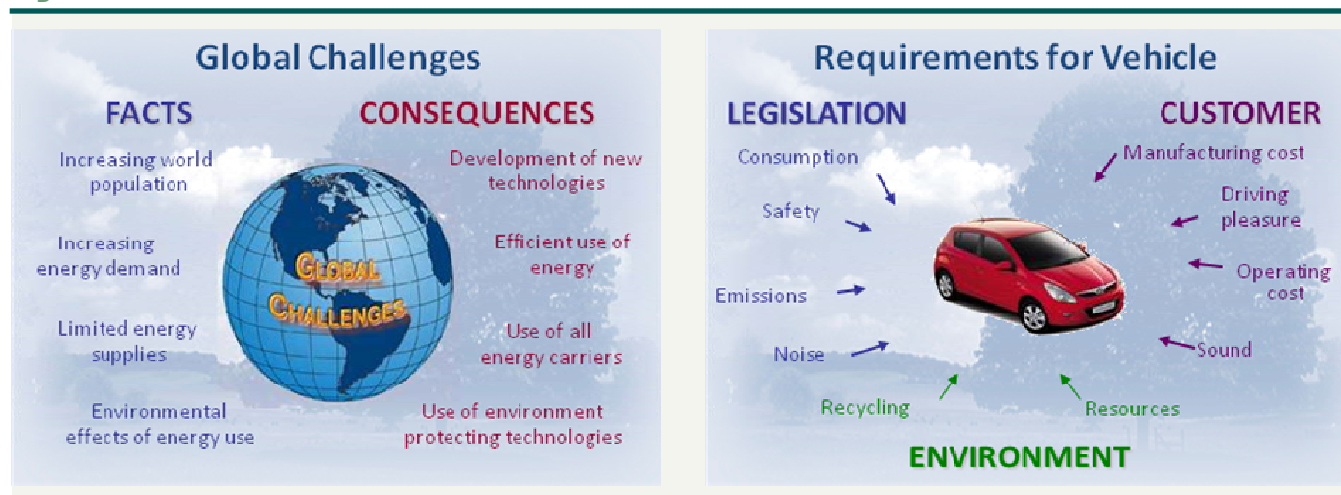 Global Challenges
FACTS
CONSEQUENCES
Increasing world
population
Development of new
technologies
Increasing
energy demand
Efficient use of
energy
GLOBAL
CHALLENGES
Limited energy
supplies
Use of all
energy carriers
Environmental
effects of energy use
Use of environment
protecting technologies
Requirements for Vehicle
LEGISLATION
CUSTOMER
Consumption
Manufacturing cost
Safety
Driving
pleasure
Emissions
Operating
cost
Noise
Sound
Recycling
Resources
ENVIRONMENT